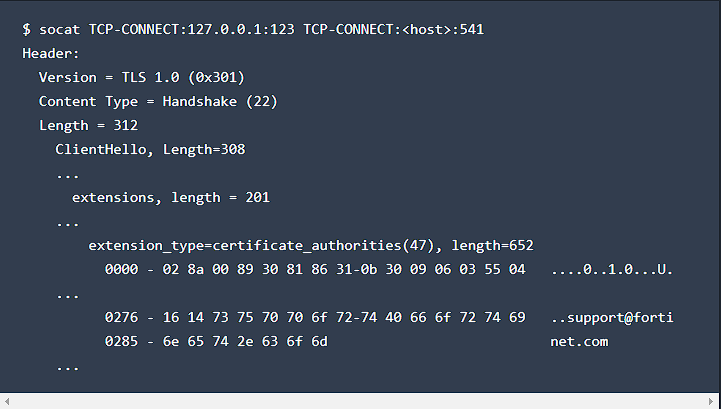 $ socat TCP-CONNECT:127.0.0.1:123 TCP-CONNECT:<host>:541
Header:
Version = TLS 1.0 (0x301)
Content Type = Handshake (22)
Length = 312
ClientHello, Length=308
...
extensions, length = 201
...
extension_type=certificate_authorities(47), length=652
0000 - 02 8a 00 89 30 81 86 31-0b 30 09 06 03 55 04 ....0..1.0...U.
...
0276 - 16 14 73 75 70 70 6f 72-74 40 66 6f 72 74 69 ..support@forti
0285 - 6e 65 74 2e 63 6f 6d net.com
...